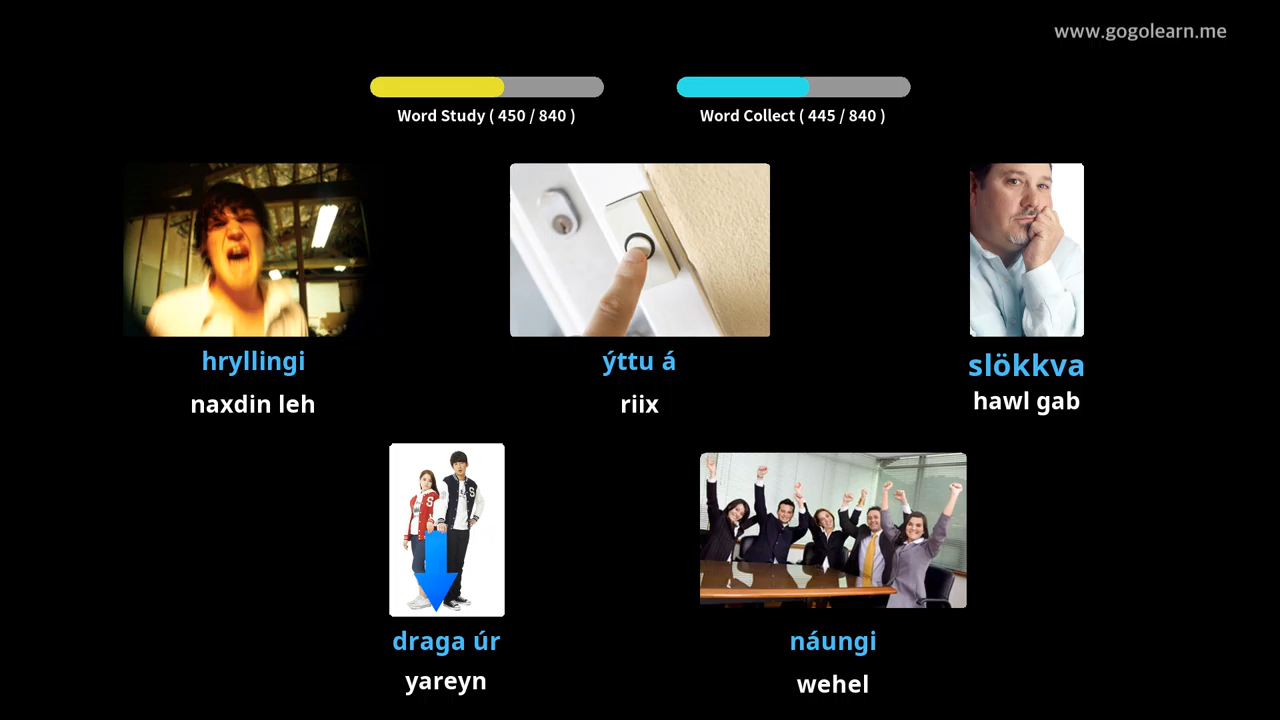 www.gogolearn.me
Word Study ( 450 / 840 )
Word Collect ( 445 / 840 )
hryllingi
naxdin leh
ýttu á
riix
slökkva
hawl gab
S
S
draga úr
yareyn
náungi
wehel